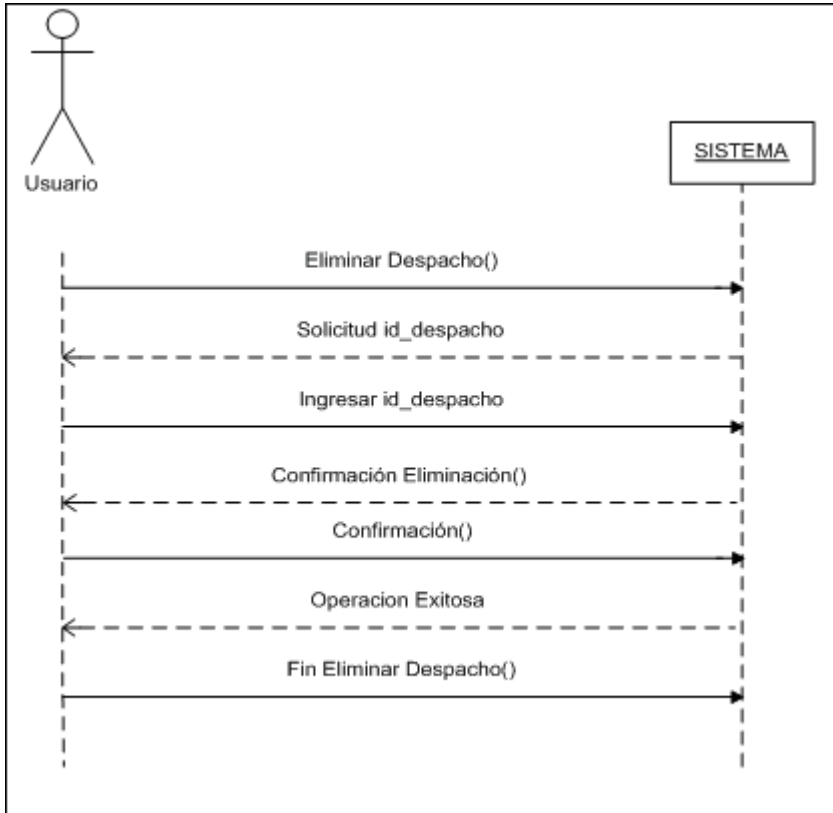 SISTEMA
Usuario
Eliminar Despacho()
Solicitud id_despacho
Ingresar id_despacho
Confirmación Eliminación()
Confirmación()
Operacion Exitosa
Fin Eliminar Despacho()